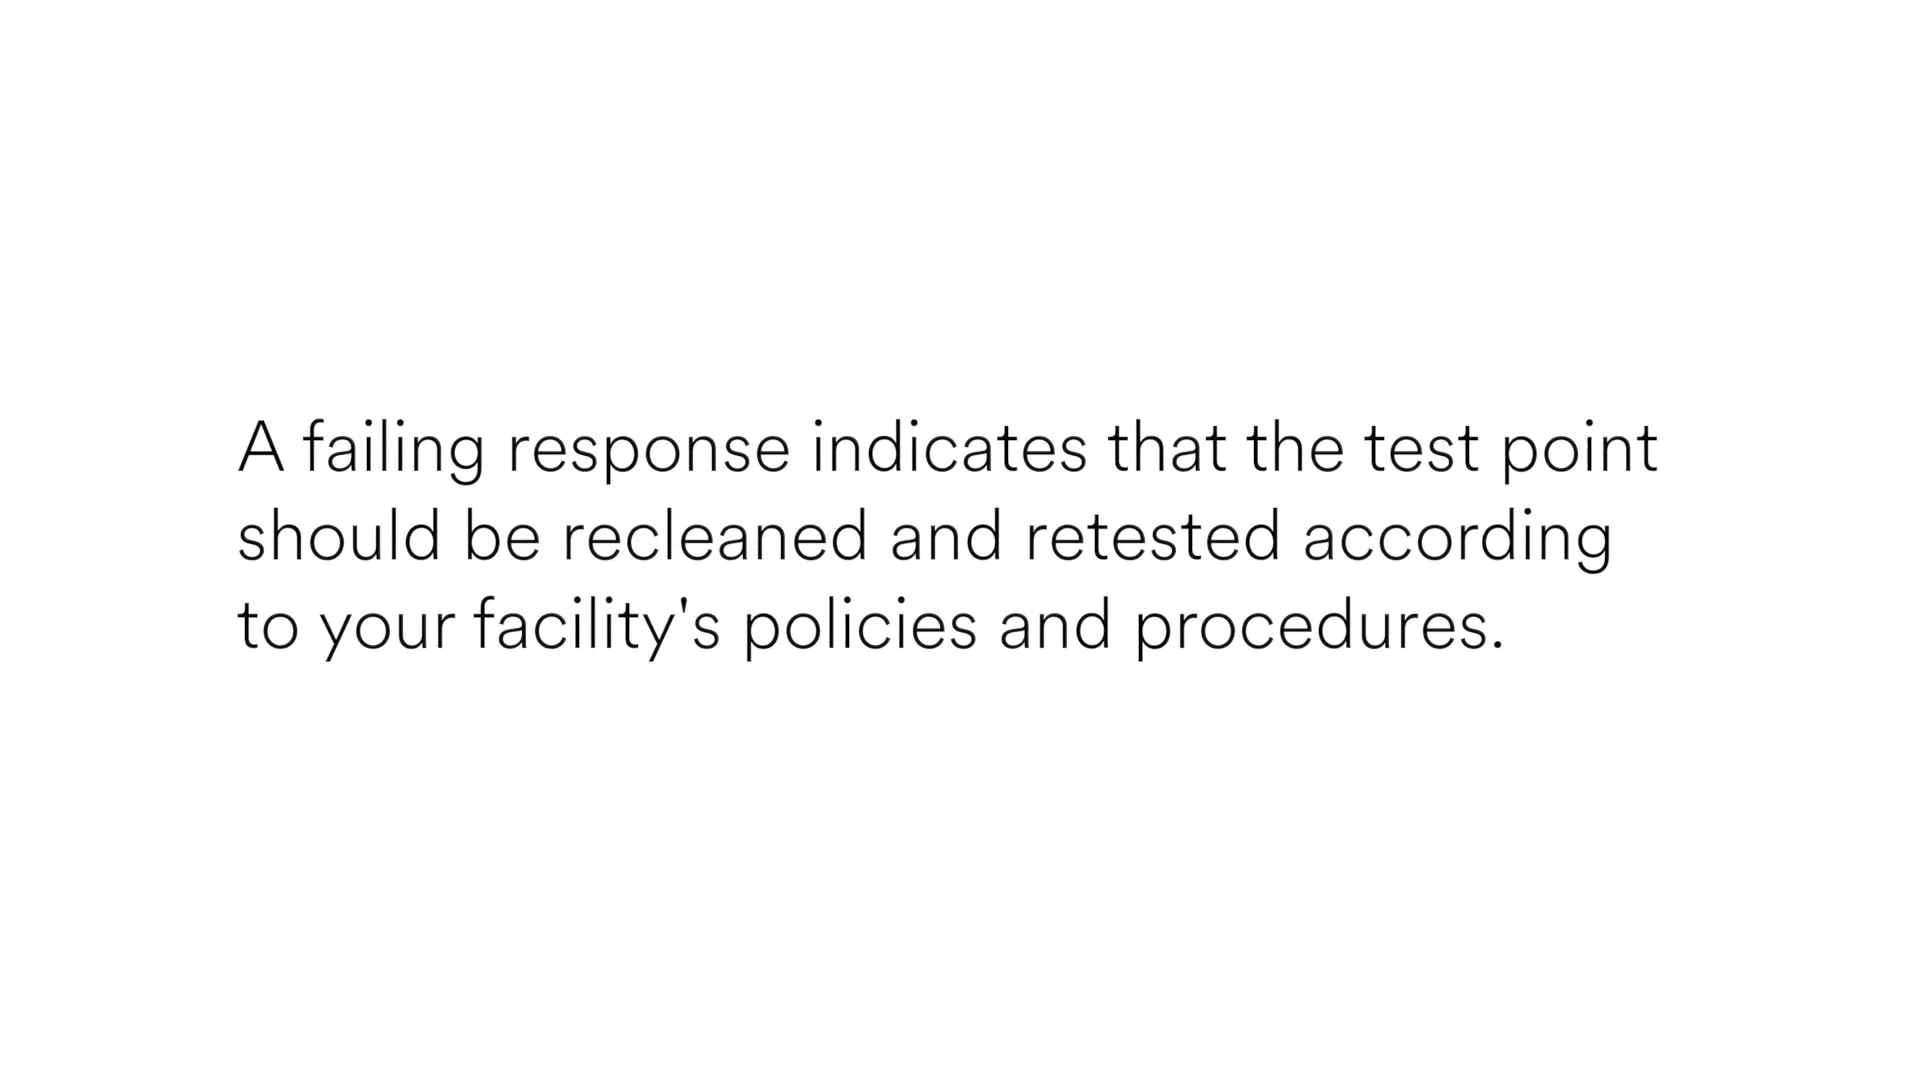 A failing response indicates that the test point
should be recleaned and retested according
to your facility's policies and procedures.